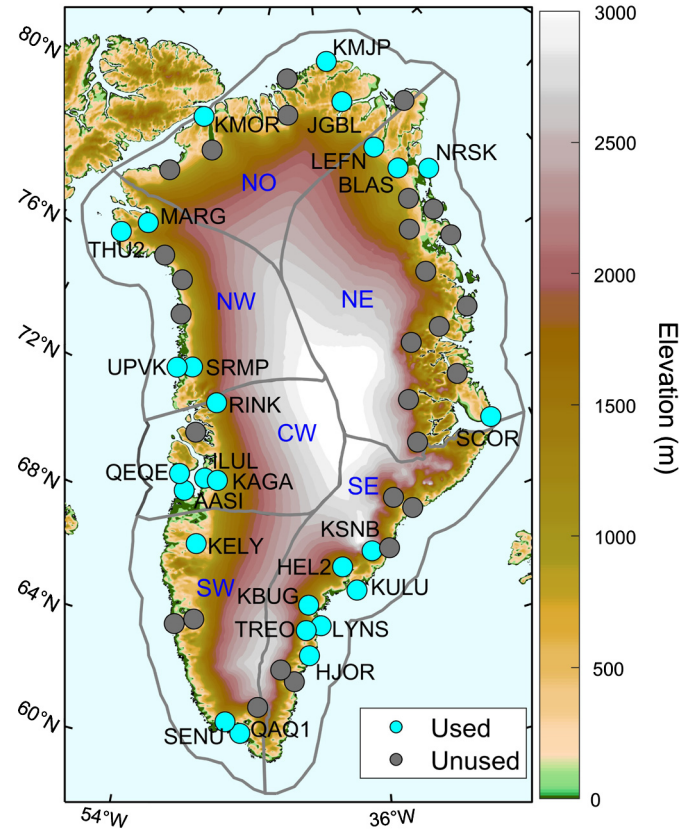 80°N
KMJP
3000
KMOR
JGBL
LEFN
NRSK
BLAS
NO
2500
76°N
MARG
THU2
2000
NW
NE
72°N
UPVK
SRMP
RINK
1500
Elevation (m)
CW
SCOR
68°N
QEQE
ILUL
KAGA
AASI
SE
KSNB
1000
KELY
HEL2
SW
KBUG
KULU
64°N
TREO
LYNS
HJOR
500
60°N
SENU
QAQ1
Used
Unused
0
54°W
36°W